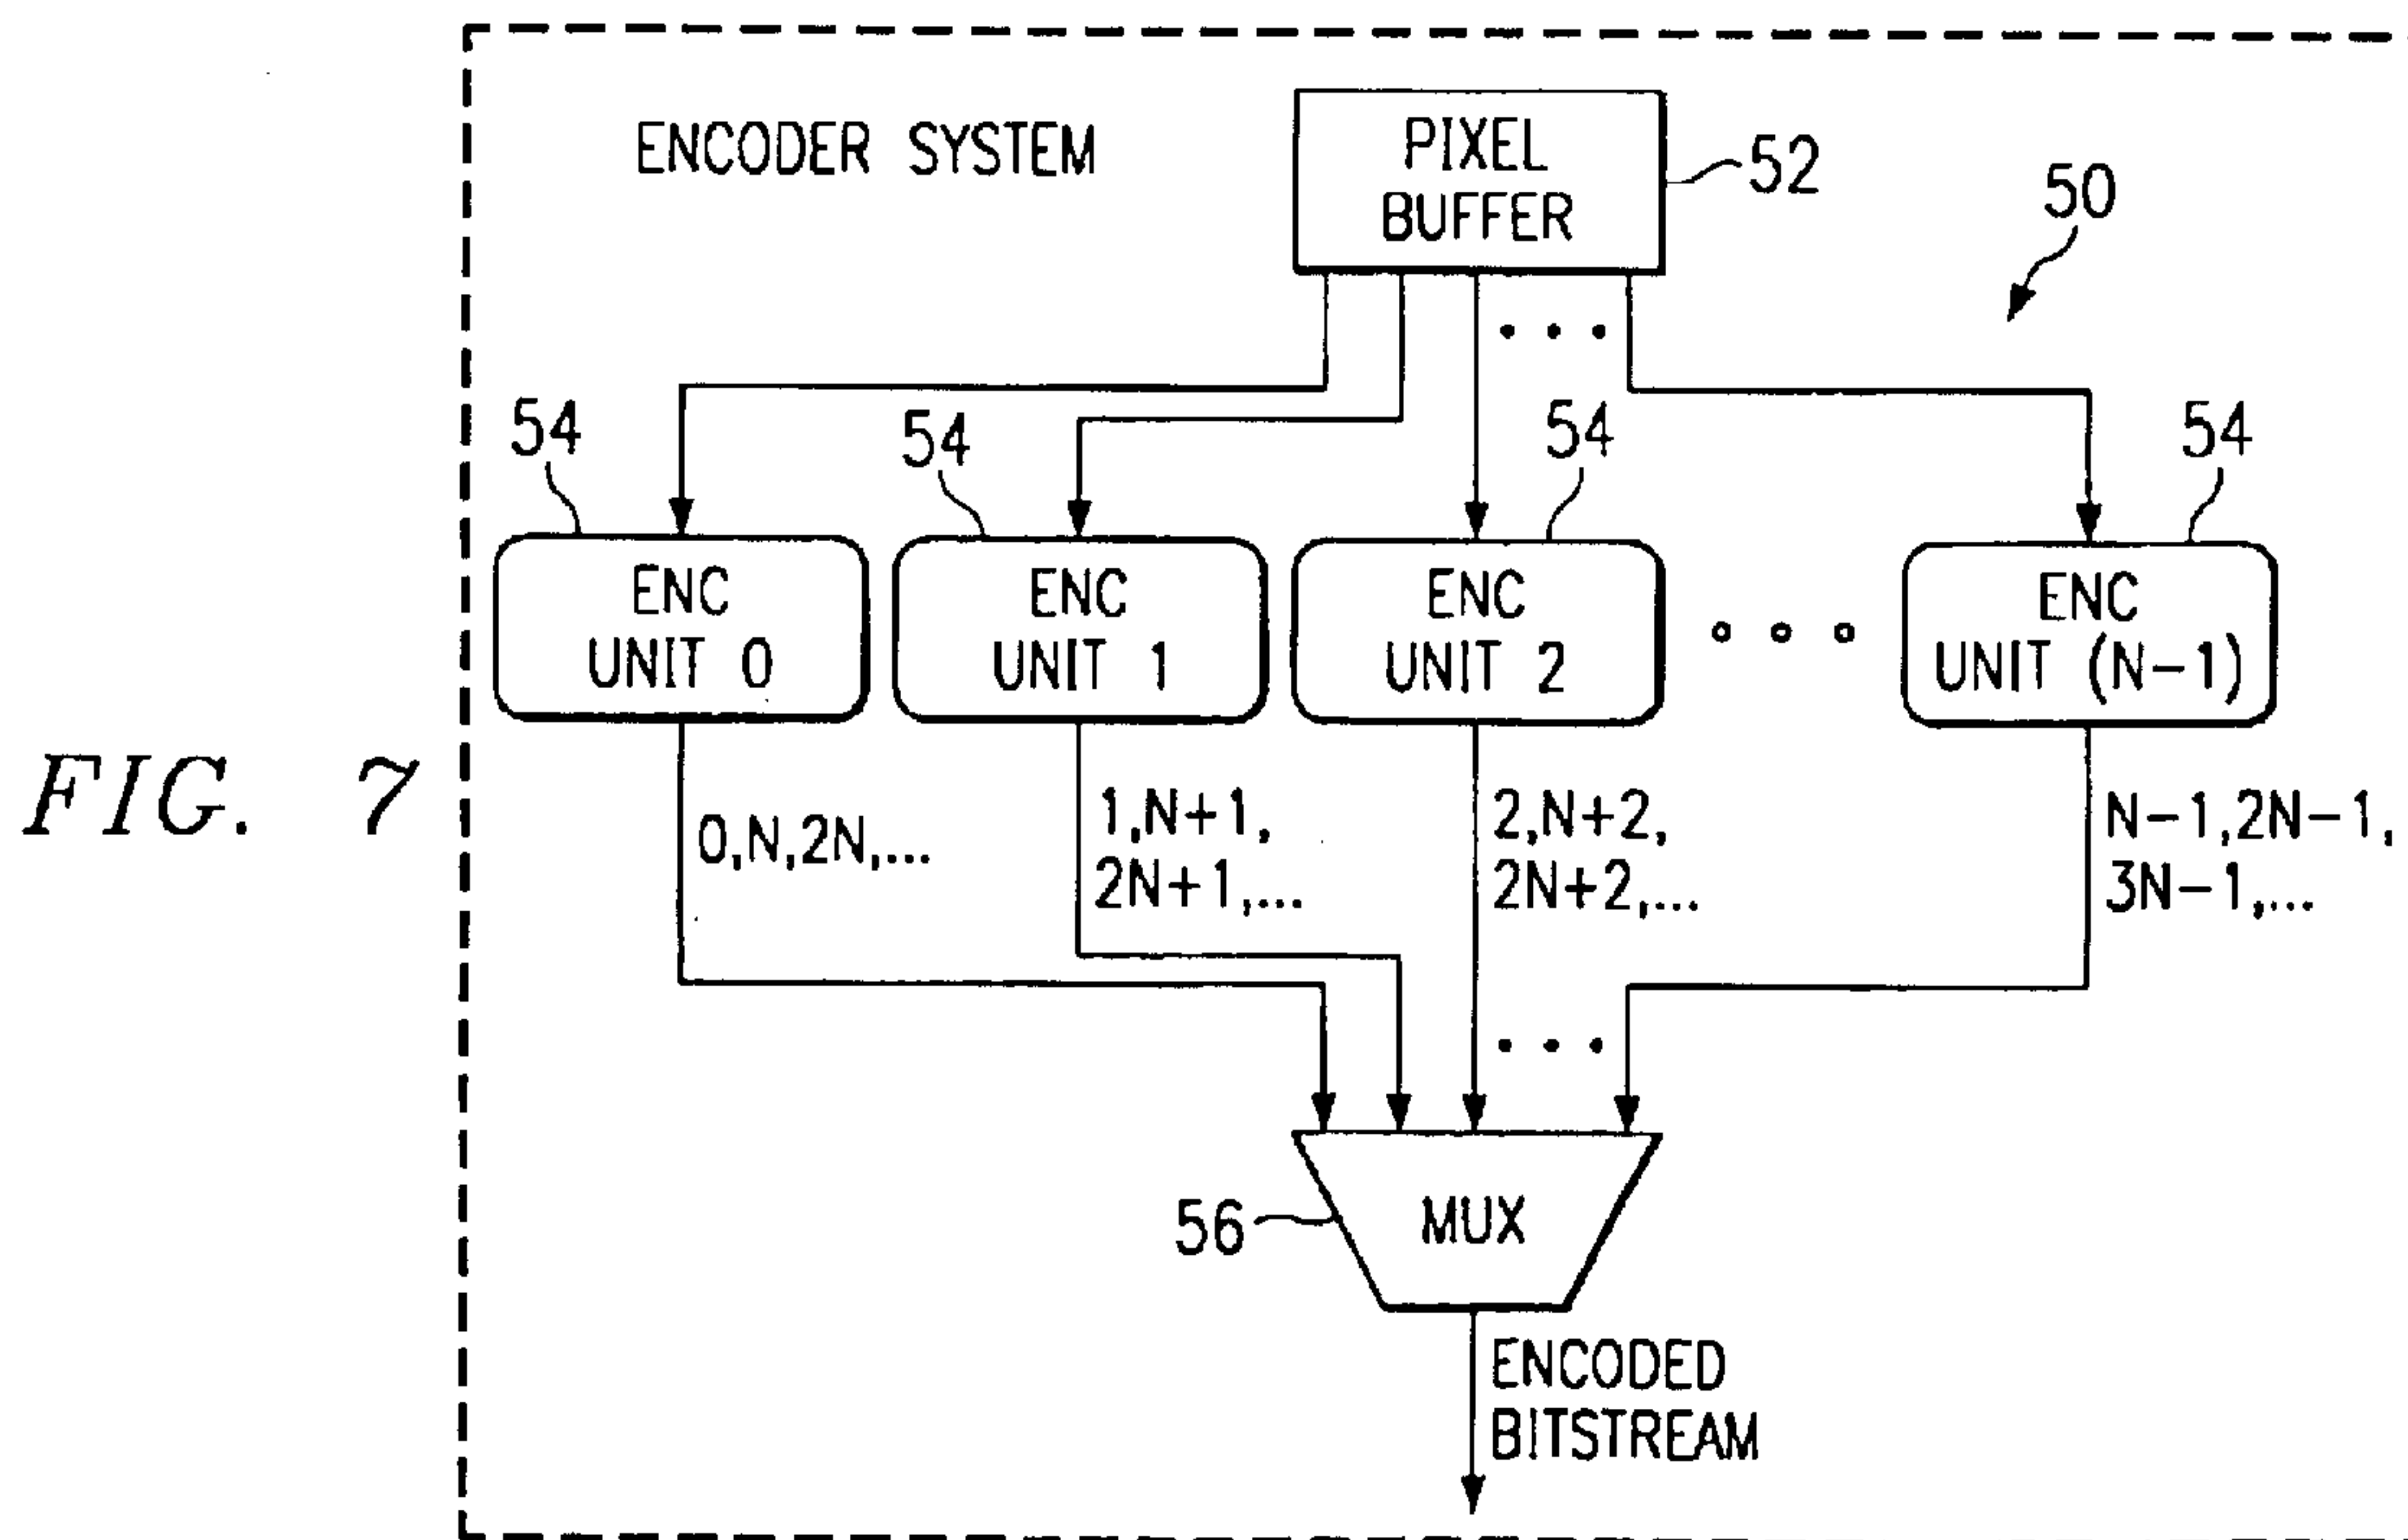 ENCODER SYSTEM
PIXEL
BUFFER
52
50
54
54
54
54
ENC
UNIT 0
ENC
UNIT 1
ENC
UNIT 2
ENC
UNIT (N-1)
FIG. 7
0,N,2N,...
1,N+1,
2N+1,...
2,N+2,
2N+2,...
N-1,2N-1,
3N-1,...
56
MUX
ENCODED
BITSTREAM